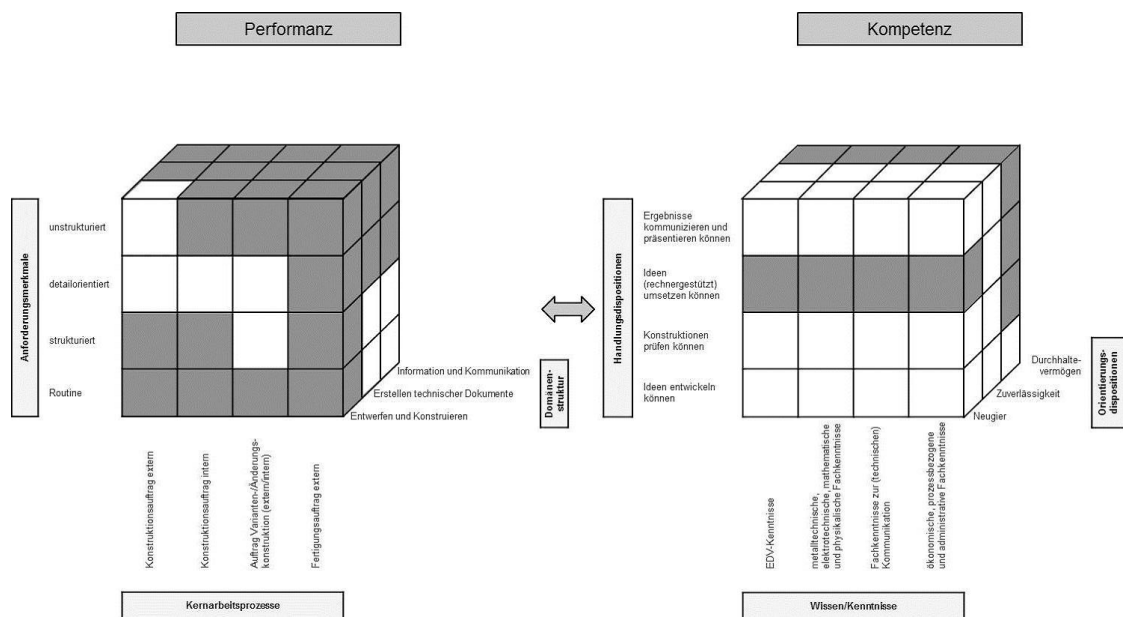 Performanz
Kompetenz
Anforderungsmerkmale
unstrukturiert
detailorientiert
strukturiert
Routine
Information und Kommunikation
Erstellen technischer Dokumente
Entwerfen und Konstruieren
Domänen-
struktur
Konstruktionsauftrag extern
Konstruktionsauftrag intern
Auftrag Varianten-/Änderungs-
konstruktion (extern/intern)
Fertigungsauftrag extern
Kernarbeitsprozesse
Handlungsdispositionen
Ergebnisse
kommunizieren und
präsentieren können
Ideen
(rechnergestützt)
umsetzen können
Konstruktionen
prüfen können
Ideen entwickeln
können
Durchhalte-
vermögen
Zuverlässigkeit
Neugier
Orientierungs-
dispositionen
EDV-Kenntnisse
metalltechnische,
elektrotechnische, mathematische
und physikalische Fachkenntnisse
Fachkenntnisse zur (technischen)
Kommunikation
ökonomische, prozessbezogene
und administrative Fachkenntnisse
Wissen/Kenntnisse